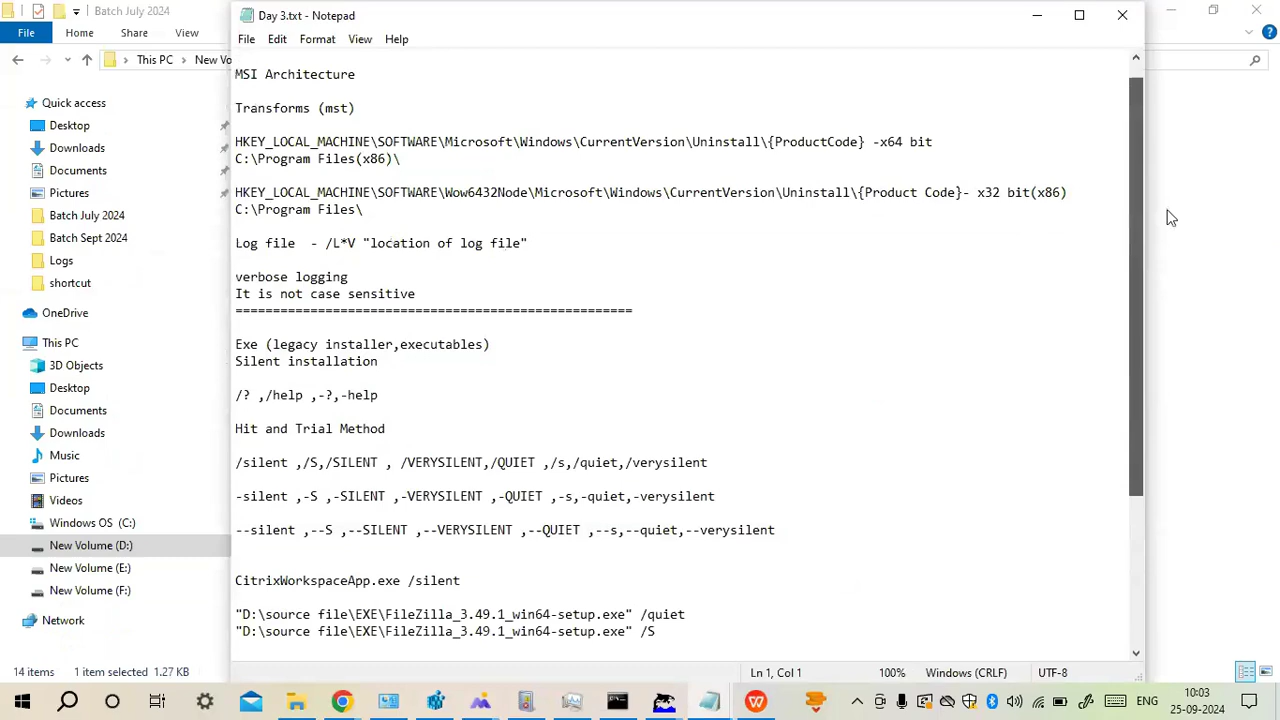 Batch July 2024
Day 3.txt - Notepad
File
Home
Share
View
File
Edit
Format
View
Help
This PC
New Vo
Quick access
Desktop
Downloads
Documents
Pictures
Batch July 2024
Batch Sept 2024
Logs
shortcut
OneDrive
This PC
3D Objects
Desktop
Documents
Downloads
Music
Pictures
Videos
Windows OS (C:)
New Volume (D:)
New Volume (E:)
New Volume (F:)
Network
14 items
1 item selected 1.27 KB
MSI Architecture
Transforms (mst)
HKEY_LOCAL_MACHINE\SOFTWARE\Microsoft\Windows\CurrentVersion\Uninstall\{ProductCode} -x64 bit
C:\Program Files(x86)\
HKEY_LOCAL_MACHINE\SOFTWARE\Wow6432Node\Microsoft\Windows\CurrentVersion\Uninstall\{Product Code}- x32 bit(x86)
C:\Program Files\
Log file  - /L*V "location of log file"
verbose logging
It is not case sensitive
=====================================================
Exe (legacy installer,executables)
Silent installation
/? ,/help ,-?,-help
Hit and Trial Method
/silent ,/S,/SILENT , /VERYSILENT,/QUIET ,/s,/quiet,/verysilent
-silent ,-S ,-SILENT ,-VERYSILENT ,-QUIET ,-s,-quiet,-verysilent
--silent ,--S ,--SILENT ,--VERYSILENT ,--QUIET ,--s,--quiet,--verysilent
CitrixWorkspaceApp.exe /silent
"D:\source file\EXE\FileZilla_3.49.1_win64-setup.exe" /quiet
"D:\source file\EXE\FileZilla_3.49.1_win64-setup.exe" /S
Ln 1, Col 1
100%
Windows (CRLF)
UTF-8
ENG
10:03
25-09-2024